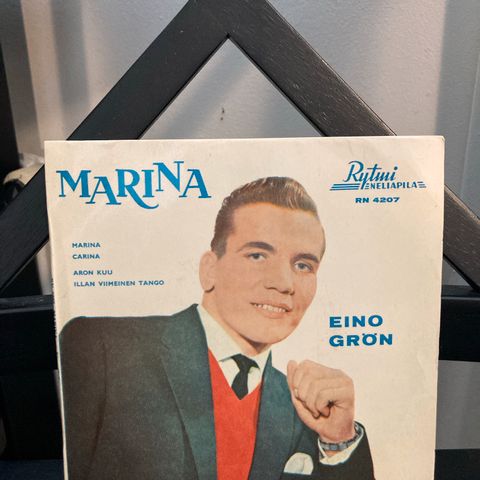 MARINA
Rytmi
NELIAPILA
RN 4207
MARINA
CARINA
ARON KUU
ILLAN VIIMEINEN TANGO
EINO
GRÖN